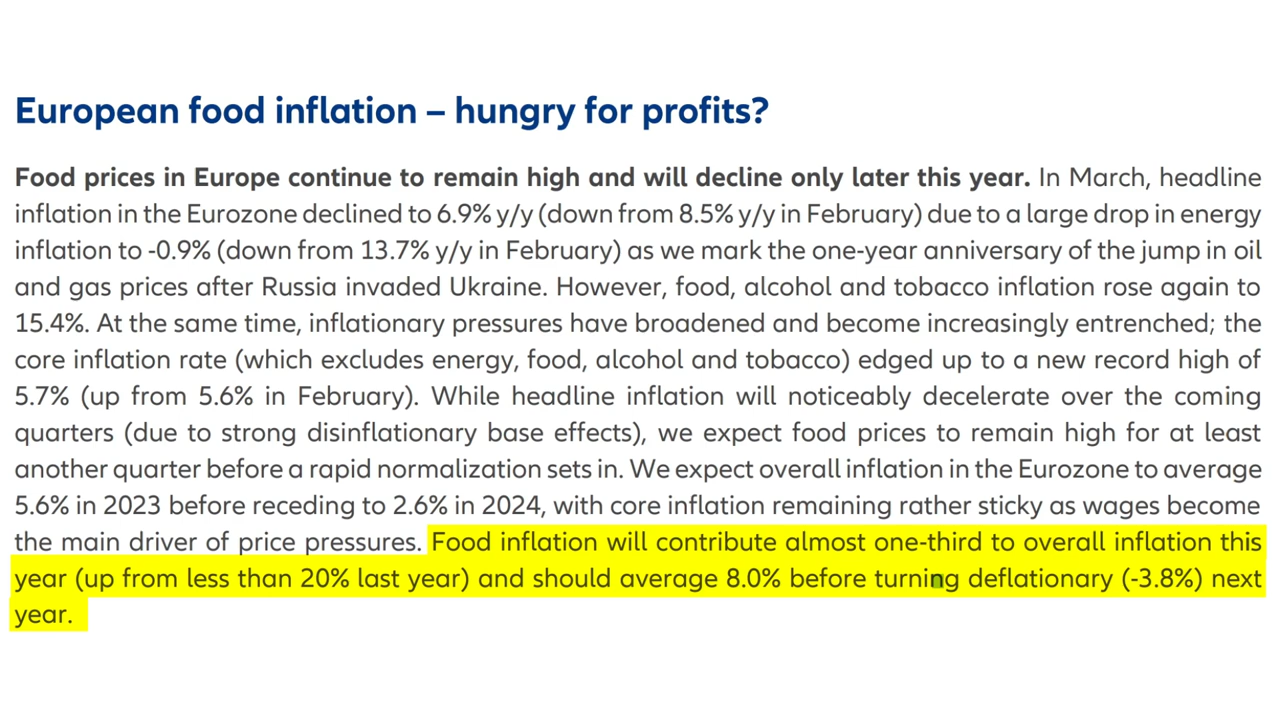 European food inflation – hungry for profits?
Food prices in Europe continue to remain high and will decline only later this year. In March, headline
inflation in the Eurozone declined to 6.9% y/y (down from 8.5% y/y in February) due to a large drop in energy
inflation to -0.9% (down from 13.7% y/y in February) as we mark the one-year anniversary of the jump in oil
and gas prices after Russia invaded Ukraine. However, food, alcohol and tobacco inflation rose again to
15.4%. At the same time, inflationary pressures have broadened and become increasingly entrenched; the
core inflation rate (which excludes energy, food, alcohol and tobacco) edged up to a new record high of
5.7% (up from 5.6% in February). While headline inflation will noticeably decelerate over the coming
quarters (due to strong disinflationary base effects), we expect food prices to remain high for at least
another quarter before a rapid normalization sets in. We expect overall inflation in the Eurozone to average
5.6% in 2023 before receding to 2.6% in 2024, with core inflation remaining rather sticky as wages become
the main driver of price pressures. Food inflation will contribute almost one-third to overall inflation this
year (up from less than 20% last year) and should average 8.0% before turning deflationary (-3.8%) next
year.